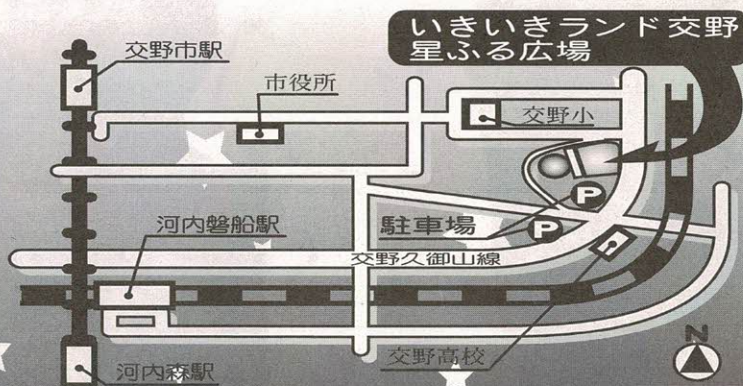 いきいきランド交野
星ふる広場
交野市駅
市役所
交野小
P
河内磐船駅
駐車場
P
交野久御山線
交野高校
河内森駅
N